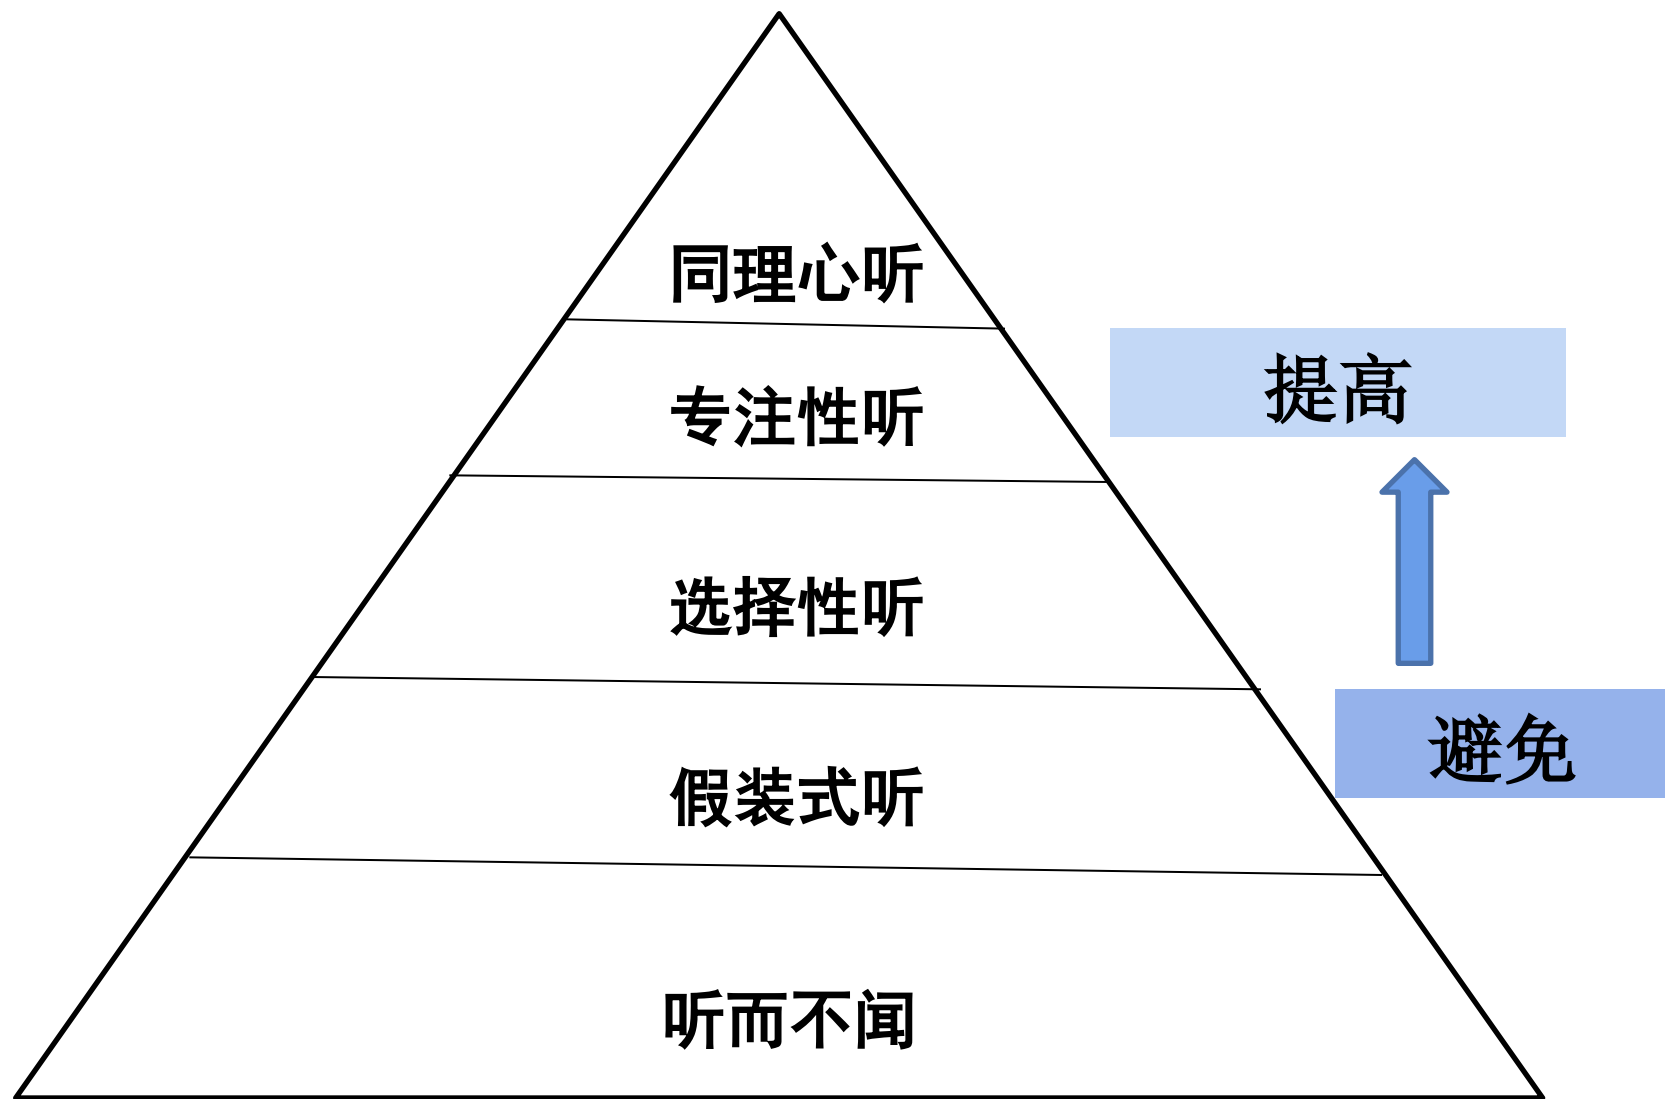 同理心听
提高
专注性听
选择性听
避免
假装式听
听而不闻